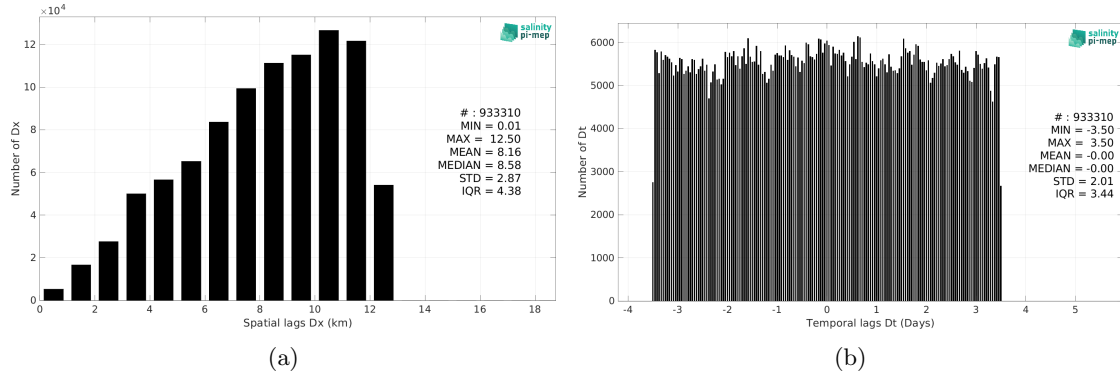 ×10⁴
12
10
8
6
4
2
0
Number of Dx
0 2 4 6 8 10 12 14 16 18
Spatial lags Dx (km)
salinity
pi-mep
# : 933310
MIN = 0.01
MAX = 12.50
MEAN = 8.16
MEDIAN = 8.58
STD = 2.87
IQR = 4.38
(a)
6000
5000
4000
3000
2000
1000
0
Number of Dt
-4 -3 -2 -1 0 1 2 3 4 5
Temporal lags Dt (Days)
salinity
pi-mep
# : 933310
MIN = -3.50
MAX = 3.50
MEAN = -0.00
MEDIAN = -0.00
STD = 2.01
IQR = 3.44
(b)